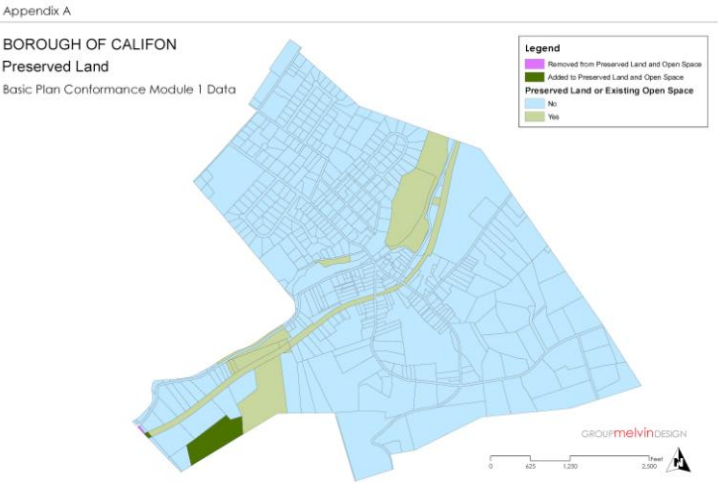 Appendix A
BOROUGH OF CALIFON
Preserved Land
Basic Plan Conformance Module 1 Data
Legend
Removed from Preserved Land and Open Space
Added to Preserved Land and Open Space
Preserved Land or Existing Open Space
No
Yes
GROUPmelvinDESIGN
Feet
0 625 1,250 2,500
N